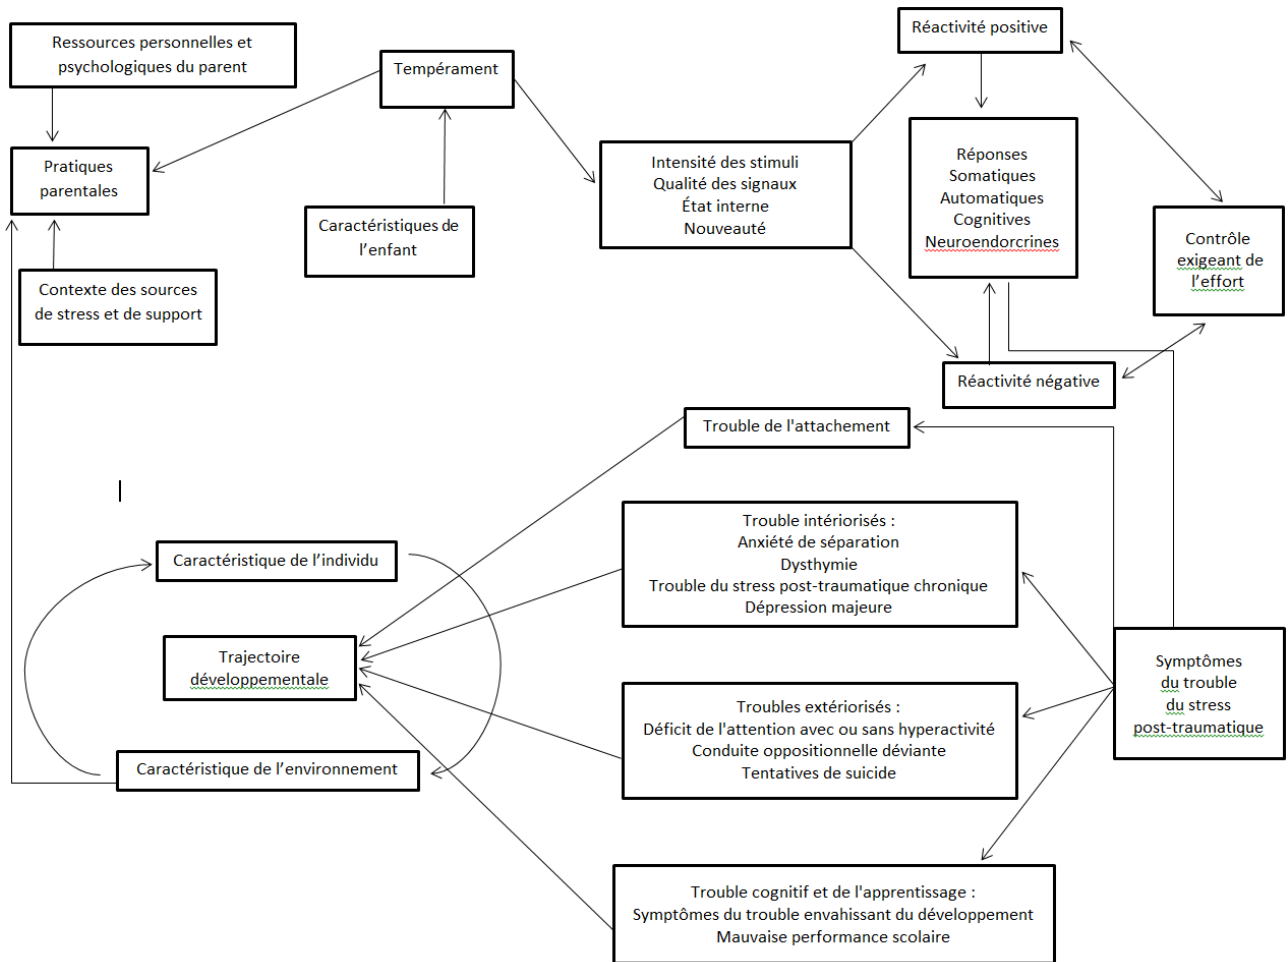 Réactivité positive
Ressources personnelles et
psychologiques du parent
Tempérament
Pratiques
parentales
Intensité des stimuli
Qualité des signaux
État interne
Nouveauté
Réponses
Somatiques
Automatiques
Cognitives
Neuroendorcrines
Caractéristiques de
l'enfant
Contrôle
exigeant de
l'effort
Contexte des sources
de stress et de support
Réactivité négative
Trouble de l'attachement
Trouble intériorisés :
Anxiété de séparation
Dysthymie
Trouble du stress post-traumatique chronique
Dépression majeure
Caractéristique de l'individu
Trajectoire
développementale
Symptômes
du trouble
du stress
post-traumatique
Troubles extériorisés :
Déficit de l'attention avec ou sans hyperactivité
Conduite oppositionnelle déviante
Tentatives de suicide
Caractéristique de l'environnement
Trouble cognitif et de l'apprentissage :
Symptômes du trouble envahissant du développement
Mauvaise performance scolaire